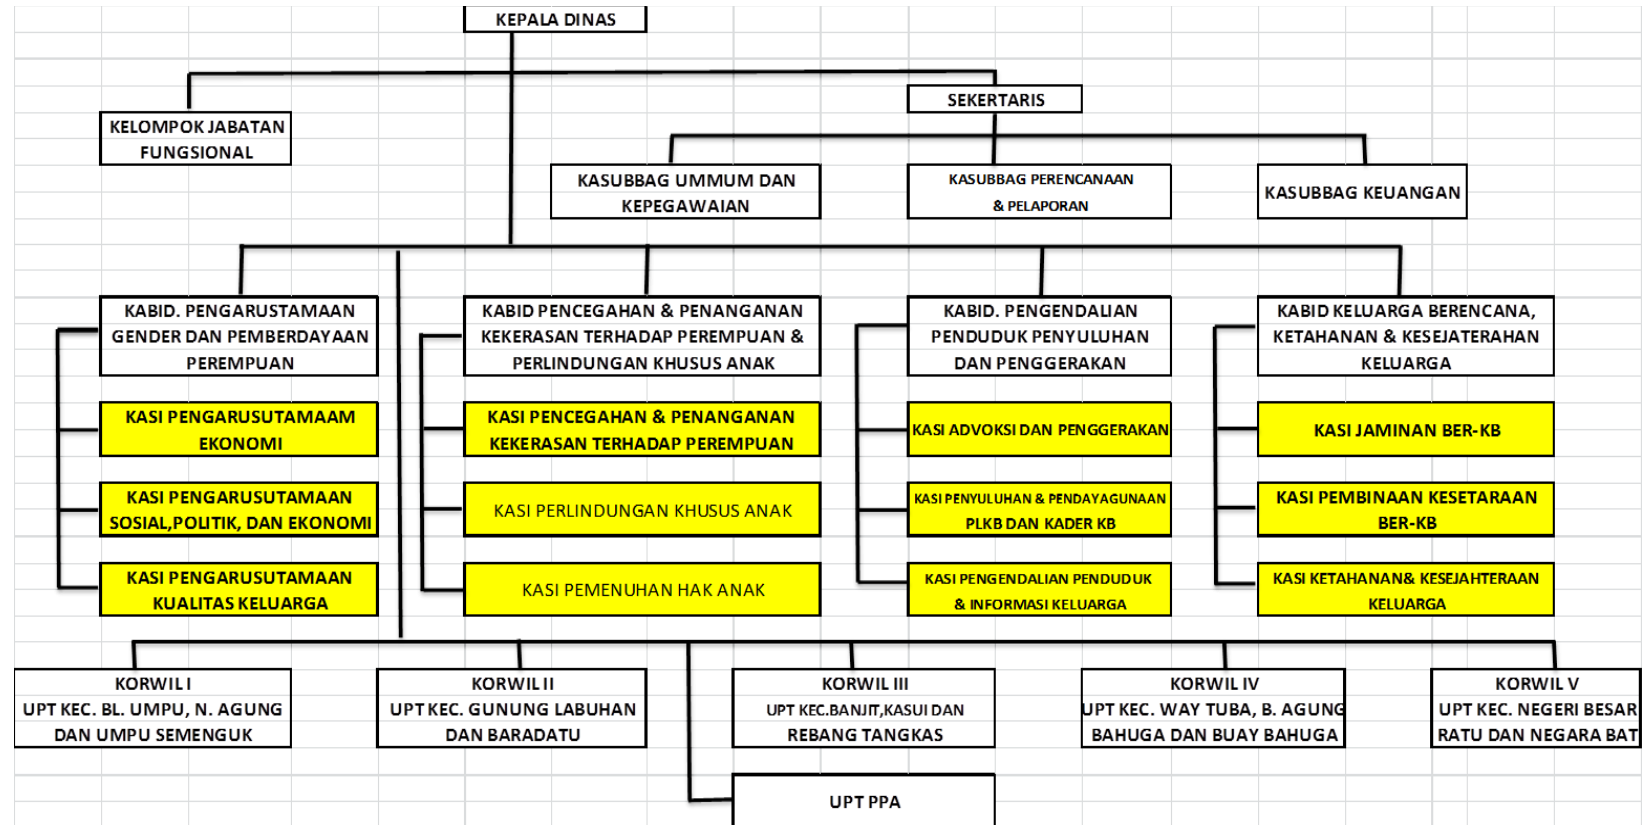 KEPALA DINAS
SEKERTARIS
KELOMPOK JABATAN
FUNGSIONAL
KASUBBAG UMMUM DAN
KEPEGAWAIAN
KASUBBAG PERENCANAAN
& PELAPORAN
KASUBBAG KEUANGAN
KABID. PENGARUSTAMAAN
GENDER DAN PEMBERDAYAAN
PEREMPUAN
KABID PENCEGAHAN & PENANGANAN
KEKERASAN TERHADAP PEREMPUAN &
PERLINDUNGAN KHUSUS ANAK
KABID. PENGENDALIAN
PENDUDUK PENYULUHAN
DAN PENGGERAKAN
KABID KELUARGA BERENCANA,
KETAHANAN & KESEJATERAHAN
KELUARGA
KASI PENGARUSUTAMAAM
EKONOMI
KASI PENCEGAHAN & PENANGANAN
KEKERASAN TERHADAP PEREMPUAN
KASI ADVOKSI DAN PENGGERAKAN
KASI JAMINAN BER-KB
KASI PENGARUSUTAMAAN
SOSIAL,POLITIK, DAN EKONOMI
KASI PERLINDUNGAN KHUSUS ANAK
KASI PENYULUHAN & PENDAYAGUNAAN
PLKB DAN KADER KB
KASI PEMBINAAN KESETARAAN
BER-KB
KASI PENGARUSUTAMAAN
KUALITAS KELUARGA
KASI PEMENUHAN HAK ANAK
KASI PENGENDALIAN PENDUDUK
& INFORMASI KELUARGA
KASI KETAHANAN& KESEJAHTERAAN
KELUARGA
KORWIL I
UPT KEC. BL. UMPU, N. AGUNG
DAN UMPU SEMENGUK
KORWIL II
UPT KEC. GUNUNG LABUHAN
DAN BARADATU
KORWIL III
UPT KEC.BANJIT,KASUI DAN
REBANG TANGKAS
KORWIL IV
UPT KEC. WAY TUBA, B. AGUNG
BAHUGA DAN BUAY BAHUGA
KORWIL V
UPT KEC. NEGERI BESAR
RATU DAN NEGARA BAT
UPT PPA